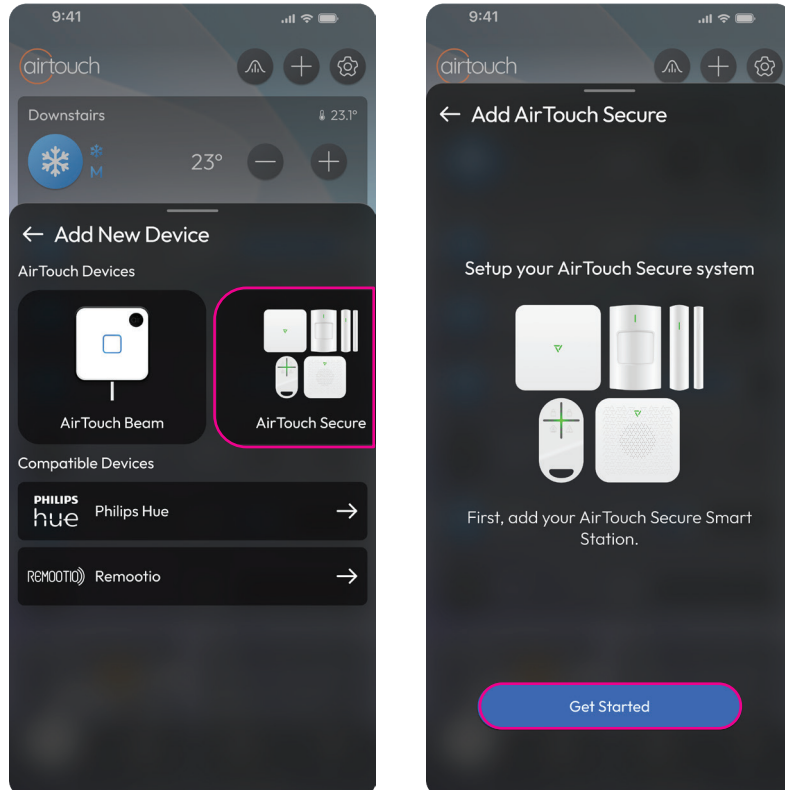 9:41
airtouch
Downstairs
23.1°
M
23°
Add New Device
AirTouch Devices
AirTouch Beam
AirTouch Secure
Compatible Devices
PHILIPS
hue
Philips Hue
REMOOTIO
Remootio
9:41
airtouch
Add AirTouch Secure
Setup your AirTouch Secure system
First, add your AirTouch Secure Smart
Station.
Get Started